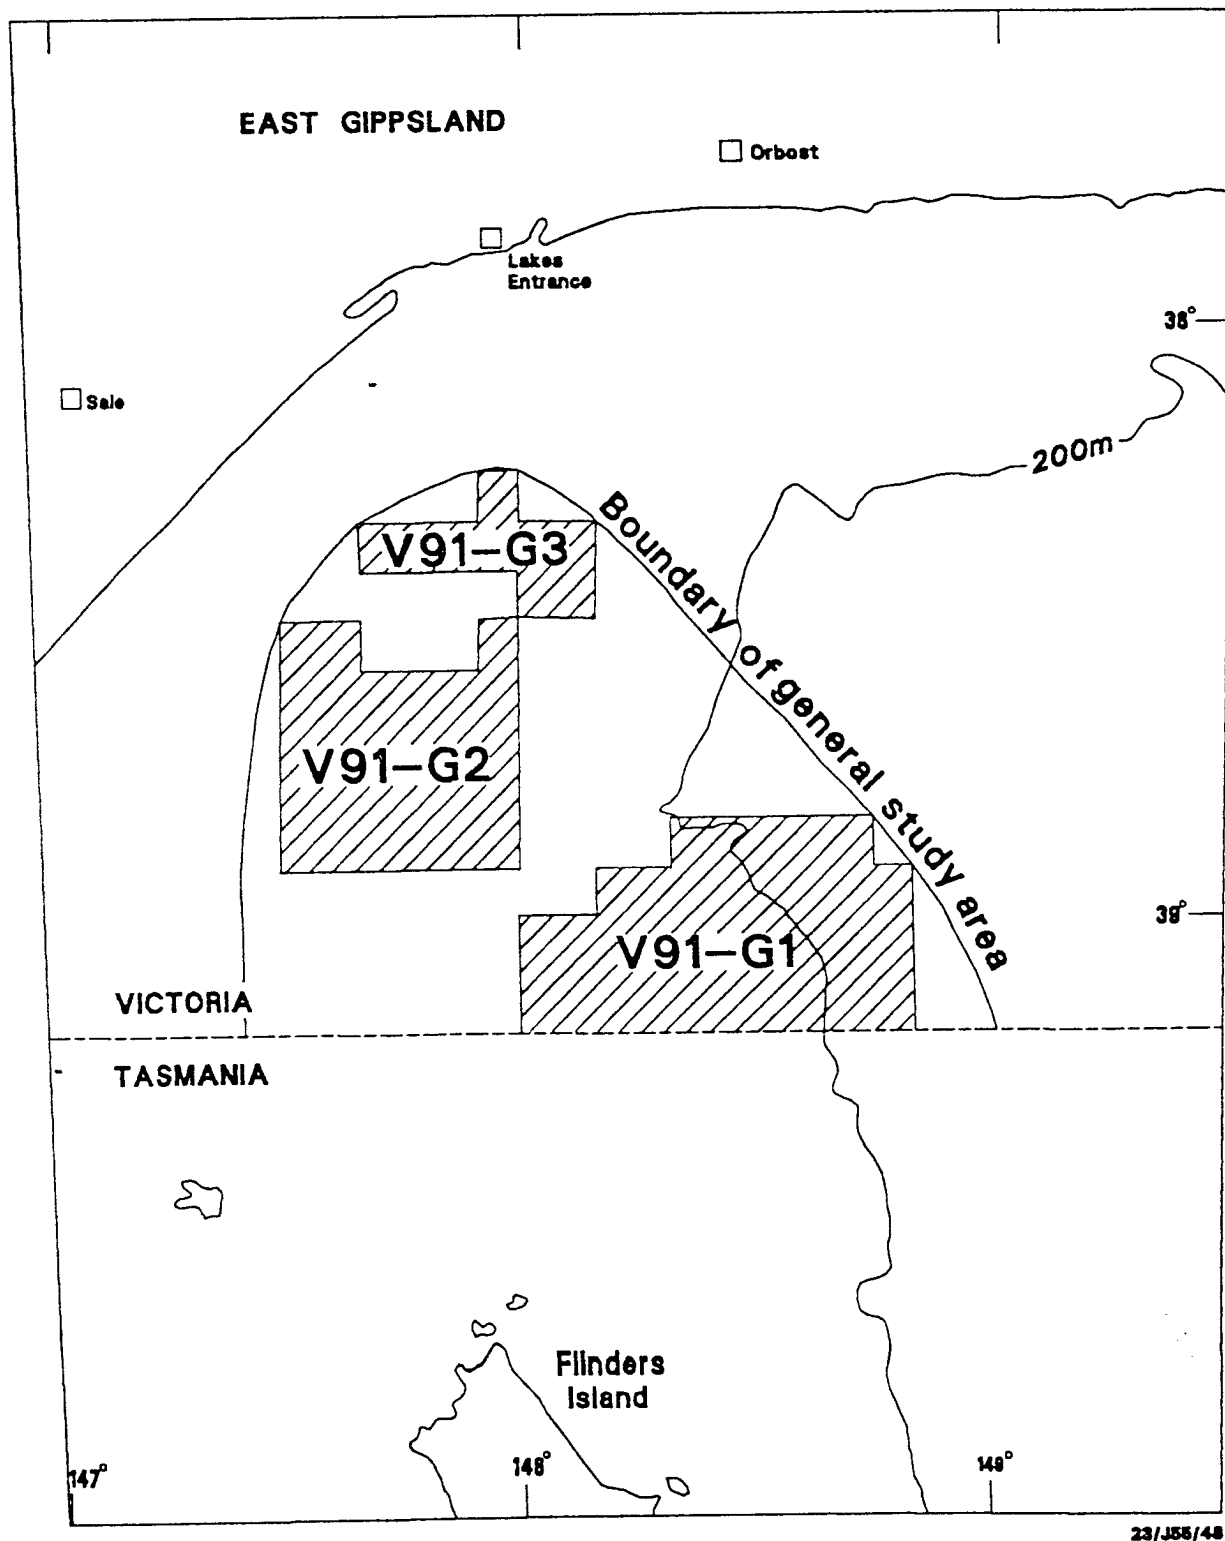 EAST GIPPSLAND
Orbost
Lakes
Entrance
38°
Sale
200m
V91-G3
Boundary of general study area
V91-G2
39°
V91-G1
VICTORIA
TASMANIA
Flinders
Island
147°
148°
149°
23/J55/48